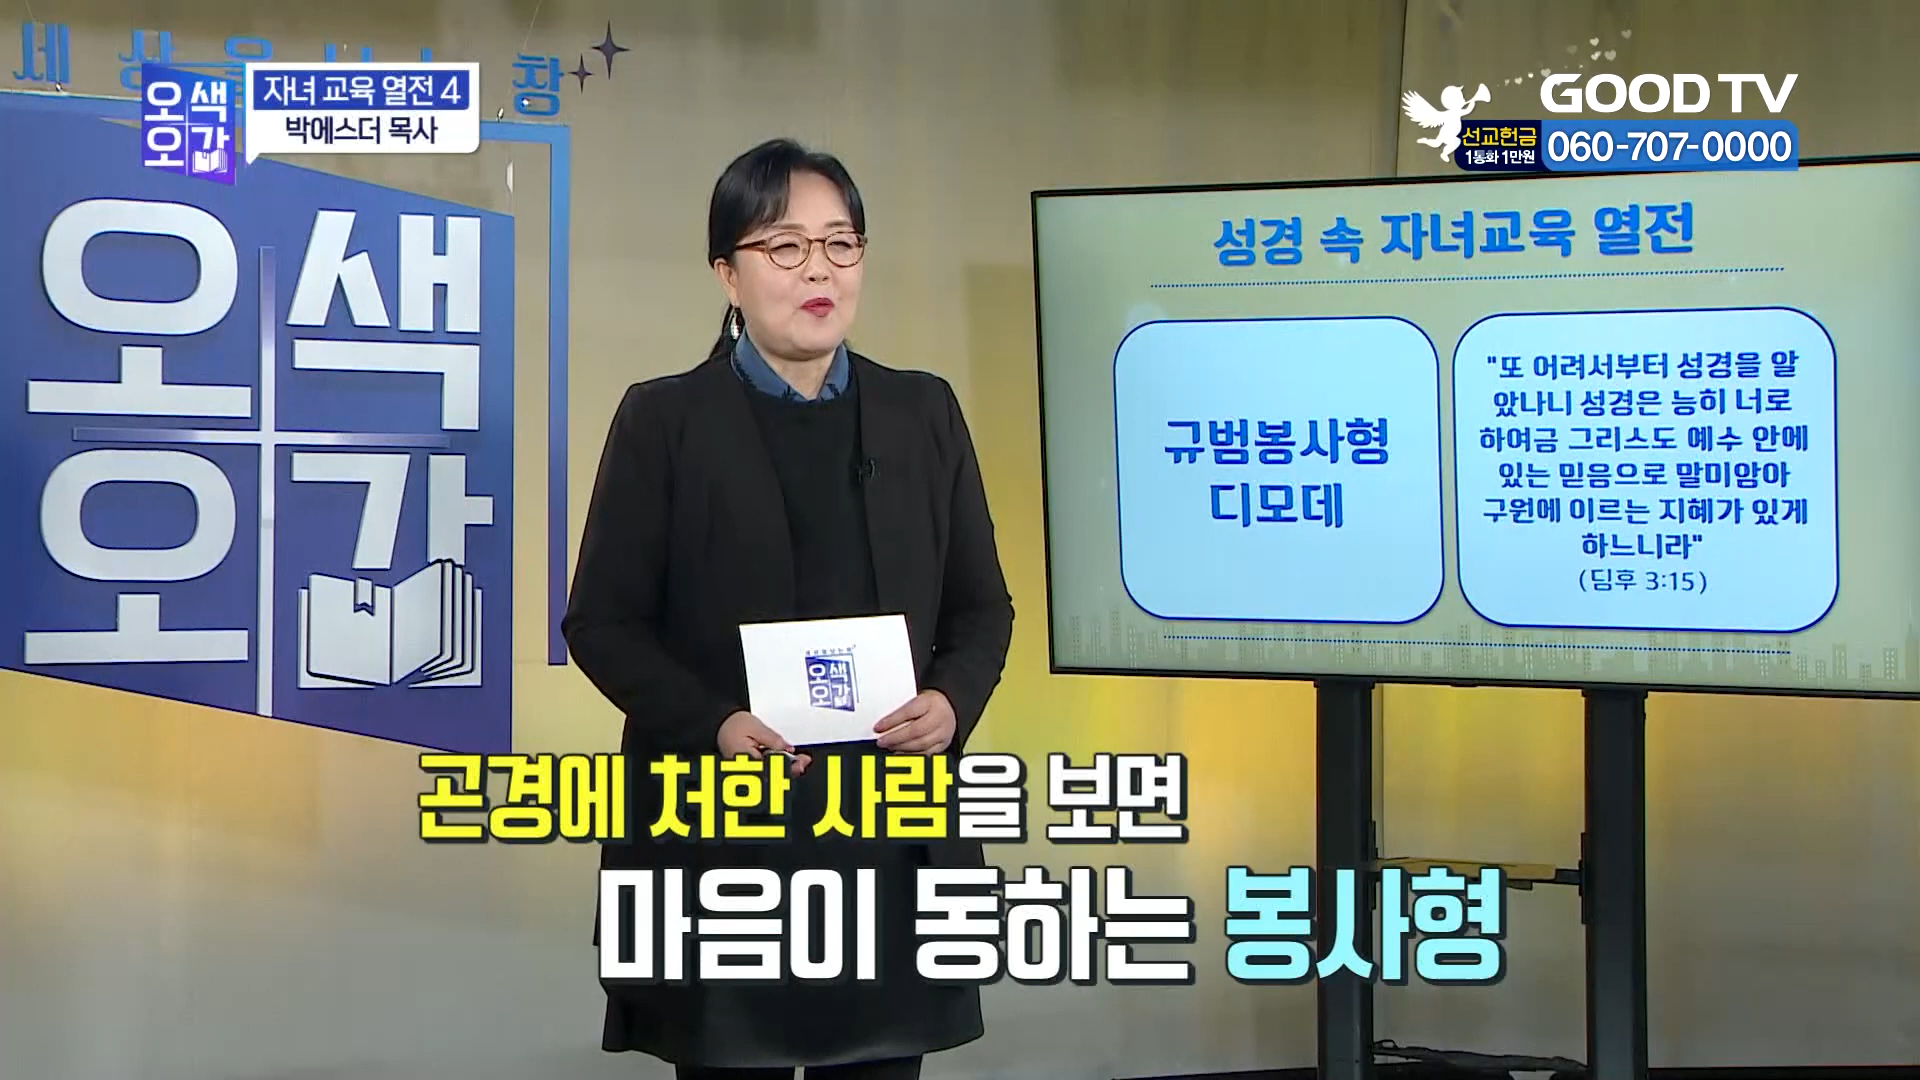 오색
오감
자녀 교육 열전 4
박에스더 목사
GOOD TV
선교헌금
1통화 1만원
060-707-0000
오색
오감
성경 속 자녀교육 열전
규범봉사형
디모데
"또 어려서부터 성경을 알
았나니 성경은 능히 너로
하여금 그리스도 예수 안에
있는 믿음으로 말미암아
구원에 이르는 지혜가 있게
하느니라"
(딤후 3:15)
오색
오감
곤경에 처한 사람을 보면
마음이 동하는 봉사형